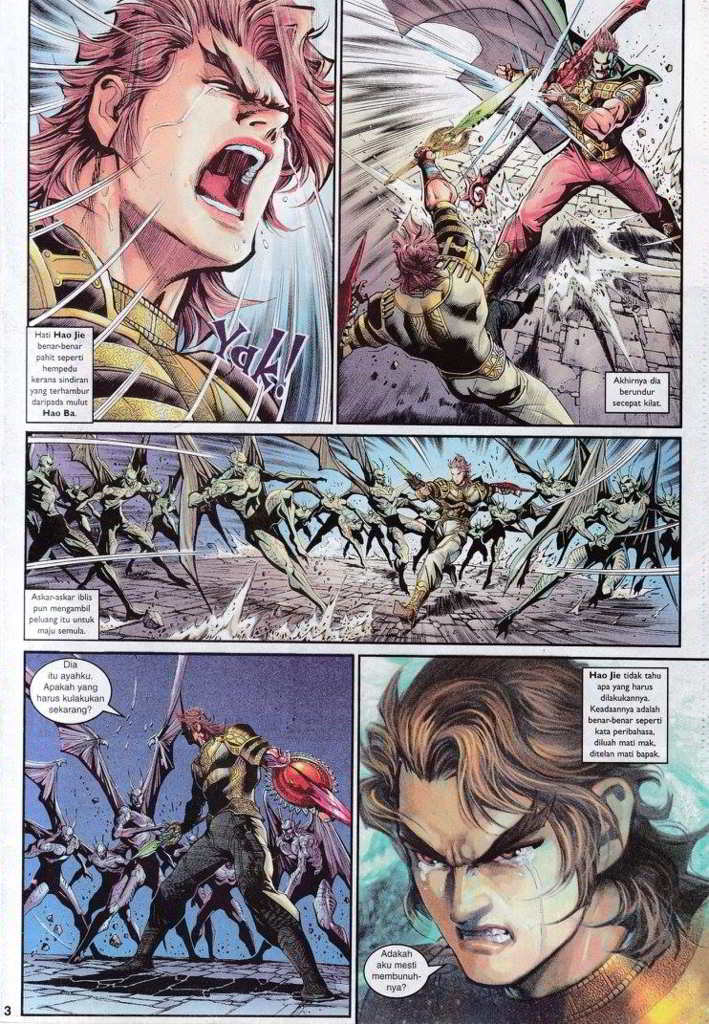 Hati Hao Jie
benar-benar
pahit seperti
hempedu
kerana sindiran
yang terhambur
daripada mulut
Hao Ba.
Yak!
Akhirnya dia
berundur
secepat kilat.
Askar-askar iblis
pun mengambil
peluang itu untuk
maju semula.
Dia
itu ayahku.
Apakah yang
harus kulakukan
sekarang?
Hao Jie tidak tahu
apa yang harus
dilakukannya.
Keadaannya adalah
benar-benar seperti
kata peribahasa,
diluah mati mak,
ditelan mati bapak.
Adakah
aku mesti
membunuh-
nya?
3